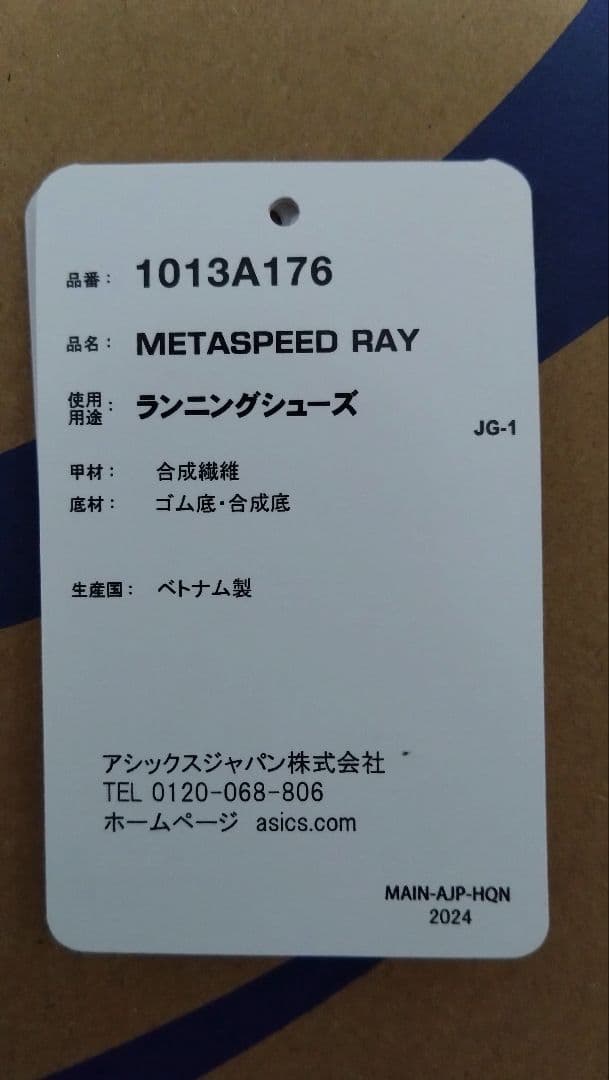 品番： 1013A176
品名： METASPEED RAY
使用用途： ランニングシューズ
JG-1
甲材： 合成繊維
底材： ゴム底・合成底
生産国： ベトナム製
アシックスジャパン株式会社
TEL 0120-068-806
ホームページ asics.com
MAIN-AJP-HQN
2024